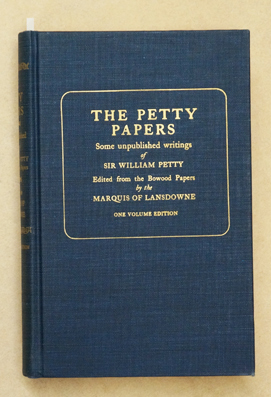 THE PETTY
PAPERS
Some unpublished writings
of
SIR WILLIAM PETTY
Edited from the Bowood Papers
by the
MARQUIS OF LANSDOWNE
ONE VOLUME EDITION